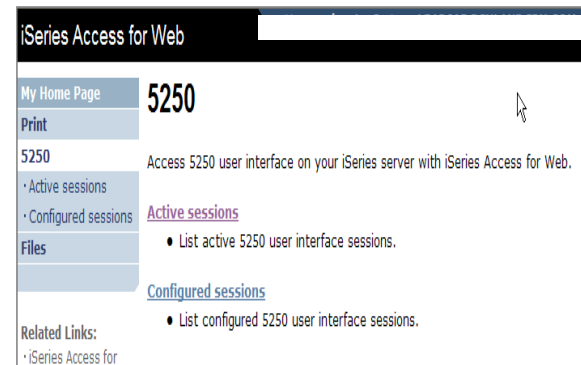 iSeries Access for Web
My Home Page
Print
5250
· Active sessions
· Configured sessions
Files
Related Links:
· iSeries Access for
5250
Access 5250 user interface on your iSeries server with iSeries Access for Web.
Active sessions
• List active 5250 user interface sessions.
Configured sessions
• List configured 5250 user interface sessions.